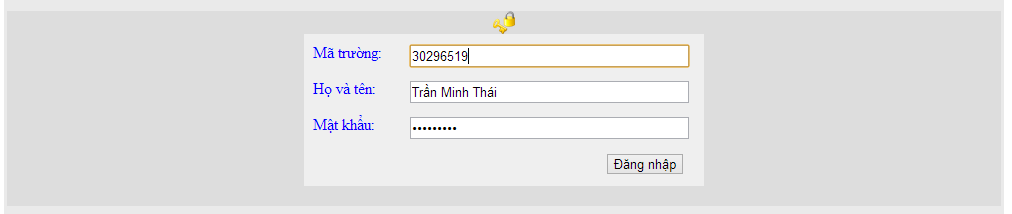 Mã trường: 30296519
Họ và tên: Trần Minh Thái
Mật khẩu: •••••••••
Đăng nhập